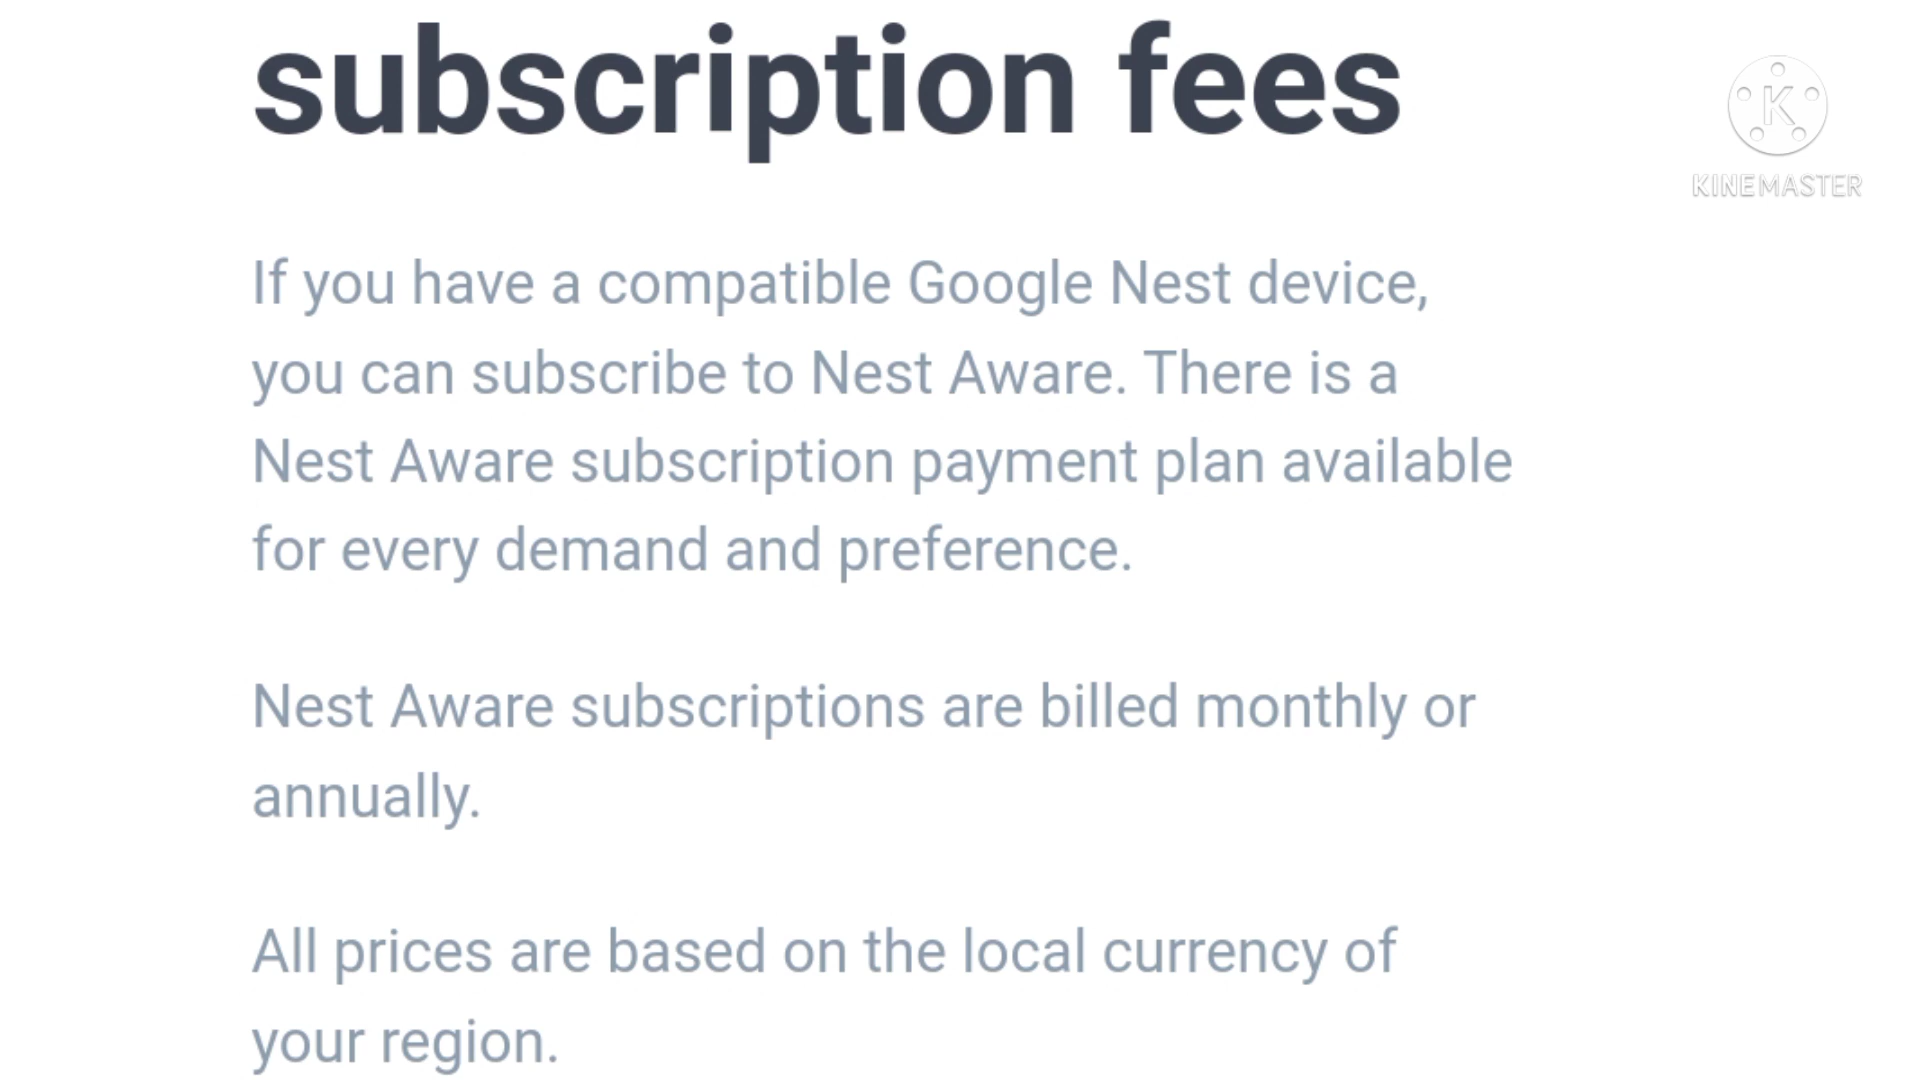 subscription fees
KINEMASTER
If you have a compatible Google Nest device,
you can subscribe to Nest Aware. There is a
Nest Aware subscription payment plan available
for every demand and preference.
Nest Aware subscriptions are billed monthly or
annually.
All prices are based on the local currency of
your region.